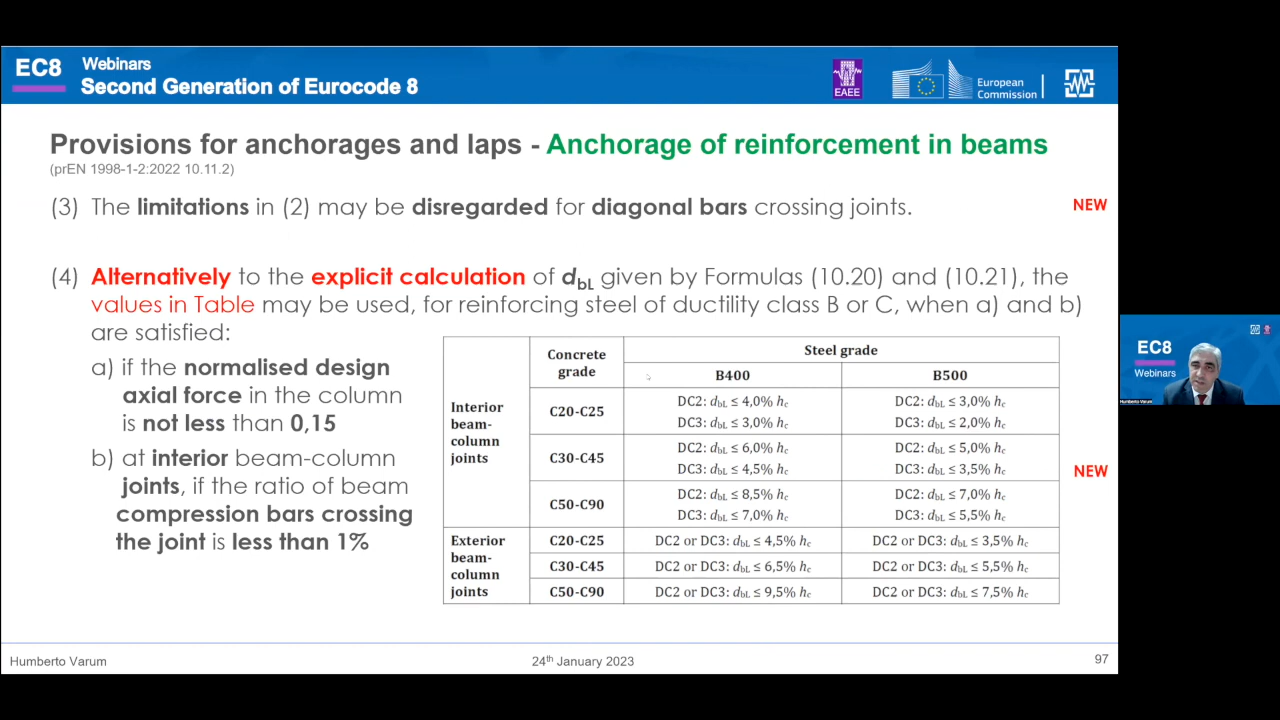 EC8
Webinars
Second Generation of Eurocode 8
EAEE
European
Commission
Provisions for anchorages and laps - Anchorage of reinforcement in beams
(prEN 1998-1-2:2022 10.11.2)
(3) The limitations in (2) may be disregarded for diagonal bars crossing joints.
NEW
(4) Alternatively to the explicit calculation of dbL given by Formulas (10.20) and (10.21), the
values in Table may be used, for reinforcing steel of ductility class B or C, when a) and b)
are satisfied:
a) if the normalised design
axial force in the column
is not less than 0,15
b) at interior beam-column
joints, if the ratio of beam
compression bars crossing
the joint is less than 1%
Concrete
grade
Steel grade
B400
B500
Interior
beam-
column
joints
C20-C25
DC2: dbL ≤ 4,0% hc
DC3: dbL ≤ 3,0% hc
DC2: dbL ≤ 3,0% hc
DC3: dbL ≤ 2,0% hc
C30-C45
DC2: dbL ≤ 6,0% hc
DC3: dbL ≤ 4,5% hc
DC2: dbL ≤ 5,0% hc
DC3: dbL ≤ 3,5% hc
C50-C90
DC2: dbL ≤ 8,5% hc
DC3: dbL ≤ 7,0% hc
DC2: dbL ≤ 7,0% hc
DC3: dbL ≤ 5,5% hc
Exterior
beam-
column
joints
C20-C25
DC2 or DC3: dbL ≤ 4,5% hc
DC2 or DC3: dbL ≤ 3,5% hc
C30-C45
DC2 or DC3: dbL ≤ 6,5% hc
DC2 or DC3: dbL ≤ 5,5% hc
C50-C90
DC2 or DC3: dbL ≤ 9,5% hc
DC2 or DC3: dbL ≤ 7,5% hc
NEW
Humberto Varum
24th January 2023
97
EC8
Webinars
Humberto Varum